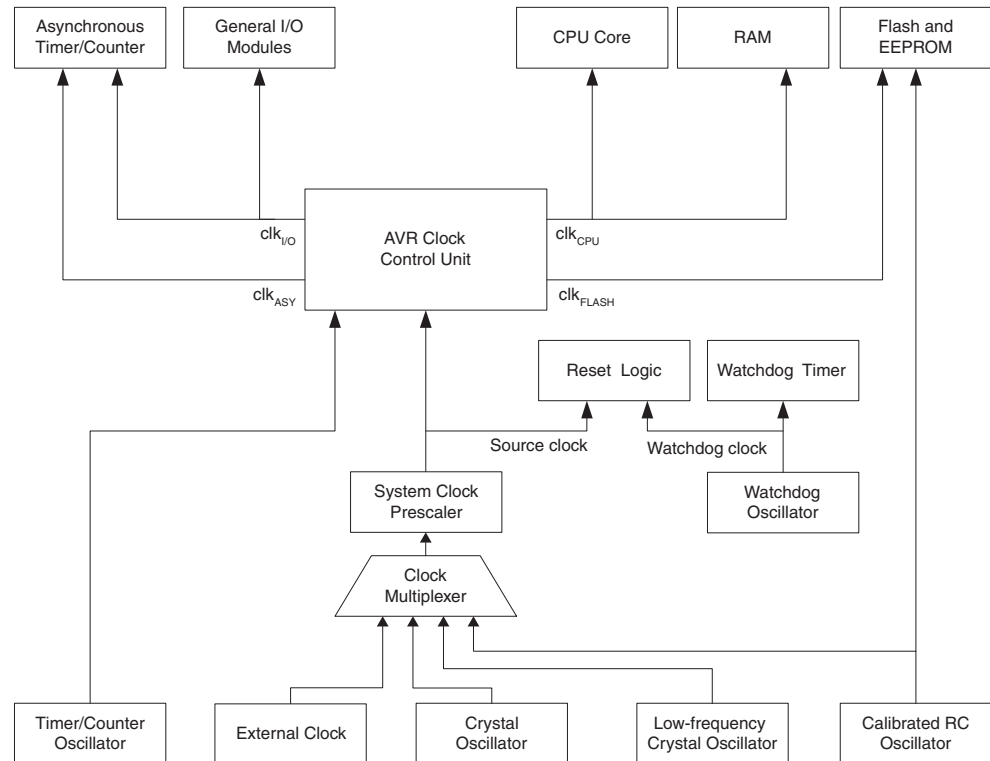 Asynchronous
Timer/Counter
General I/O
Modules
CPU Core
RAM
Flash and
EEPROM
clkI/O
AVR Clock
Control Unit
clkCPU
clkASY
clkFLASH
Reset Logic
Watchdog Timer
Source clock
Watchdog clock
System Clock
Prescaler
Watchdog
Oscillator
Clock
Multiplexer
Timer/Counter
Oscillator
External Clock
Crystal
Oscillator
Low-frequency
Crystal Oscillator
Calibrated RC
Oscillator